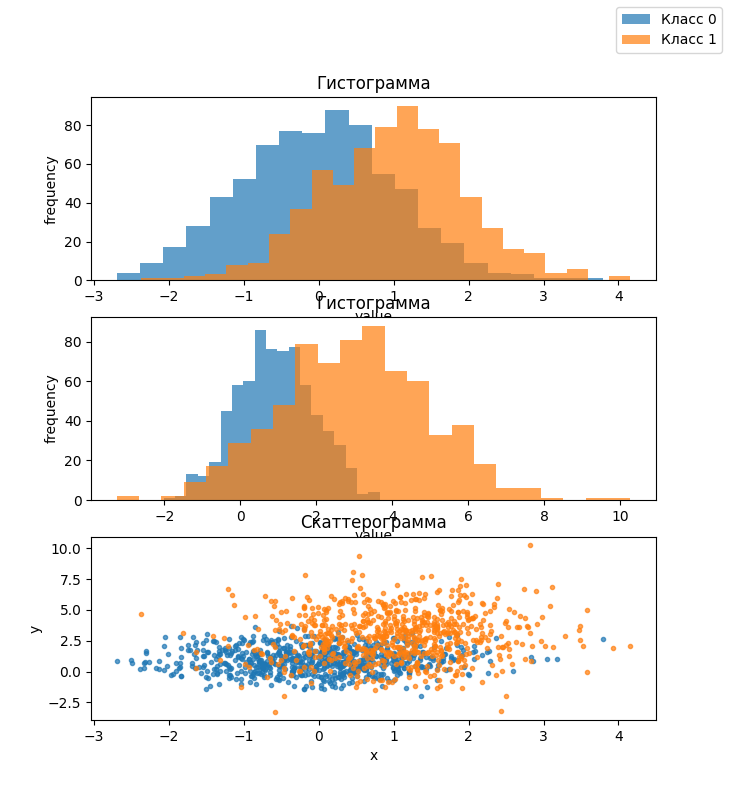 Класс 0
Класс 1
Гистограмма
80
60
40
20
0
frequency
−3 −2 −1 0 1 2 3 4
value
Гистограмма
80
60
40
20
0
frequency
−2 0 2 4 6 8 10
value
Скаттерограмма
10.0
7.5
5.0
2.5
0.0
−2.5
y
−3 −2 −1 0 1 2 3 4
x